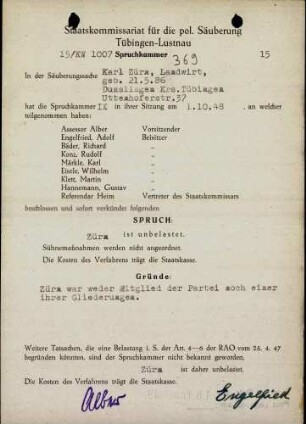 Staatskommissariat für die pol. Säuberung
Tübingen-Lustnau
15/KW 1007 Spruchkammer 369 15
In der Säuberungssache Karl Zürn, Landwirt,
geb. 21.5.86
Dusslingen Krs.Tübingen
Uttenhoferstr.37
hat die Spruchkammer IX in ihrer Sitzung am 1.10.48 , an welcher
teilgenommen haben:
Assessor Alber Vorsitzender
Engelfried, Adolf Beisitzer
Bäder, Richard "
Konz, Rudolf "
Märkle, Karl "
Eisele, Wilhelm "
Klett, Martin "
Hannemann, Gustav "
Referendar Heim Vertreter des Staatskommissars
beschlossen und sofort verkündet folgenden
SPRUCH:
Zürn ist unbelastet.
Sühnemaßnahmen werden nicht angeordnet.
Die Kosten des Verfahrens trägt die Staatskasse.
Gründe:
Zürn war weder Mitglied der Partei noch einer
ihrer Gliederungen.
Weitere Tatsachen, die eine Belastung i. S. der Art. 4—6 der RAO vom 25. 4. 47
begründen könnten, sind der Spruchkammer nicht bekannt geworden.
Zürn ist daher unbelastet.
Die Kosten des Verfahrens trägt die Staatskasse.
Alber Engelfried